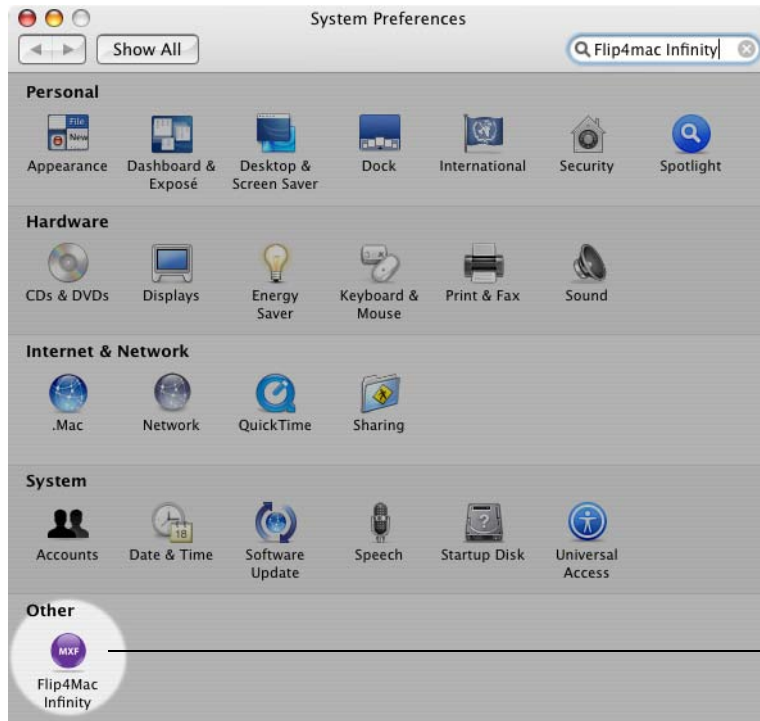 System Preferences
Show All
Flip4mac Infinity
Personal
File
New
Appearance
Dashboard &
Exposé
Desktop &
Screen Saver
Dock
International
Security
Spotlight
Hardware
CDs & DVDs
Displays
Energy
Saver
Keyboard &
Mouse
Print & Fax
Sound
Internet & Network
.Mac
Network
QuickTime
Sharing
System
18
?
Accounts
Date & Time
Software
Update
Speech
Startup Disk
Universal
Access
Other
MXF
Flip4Mac
Infinity